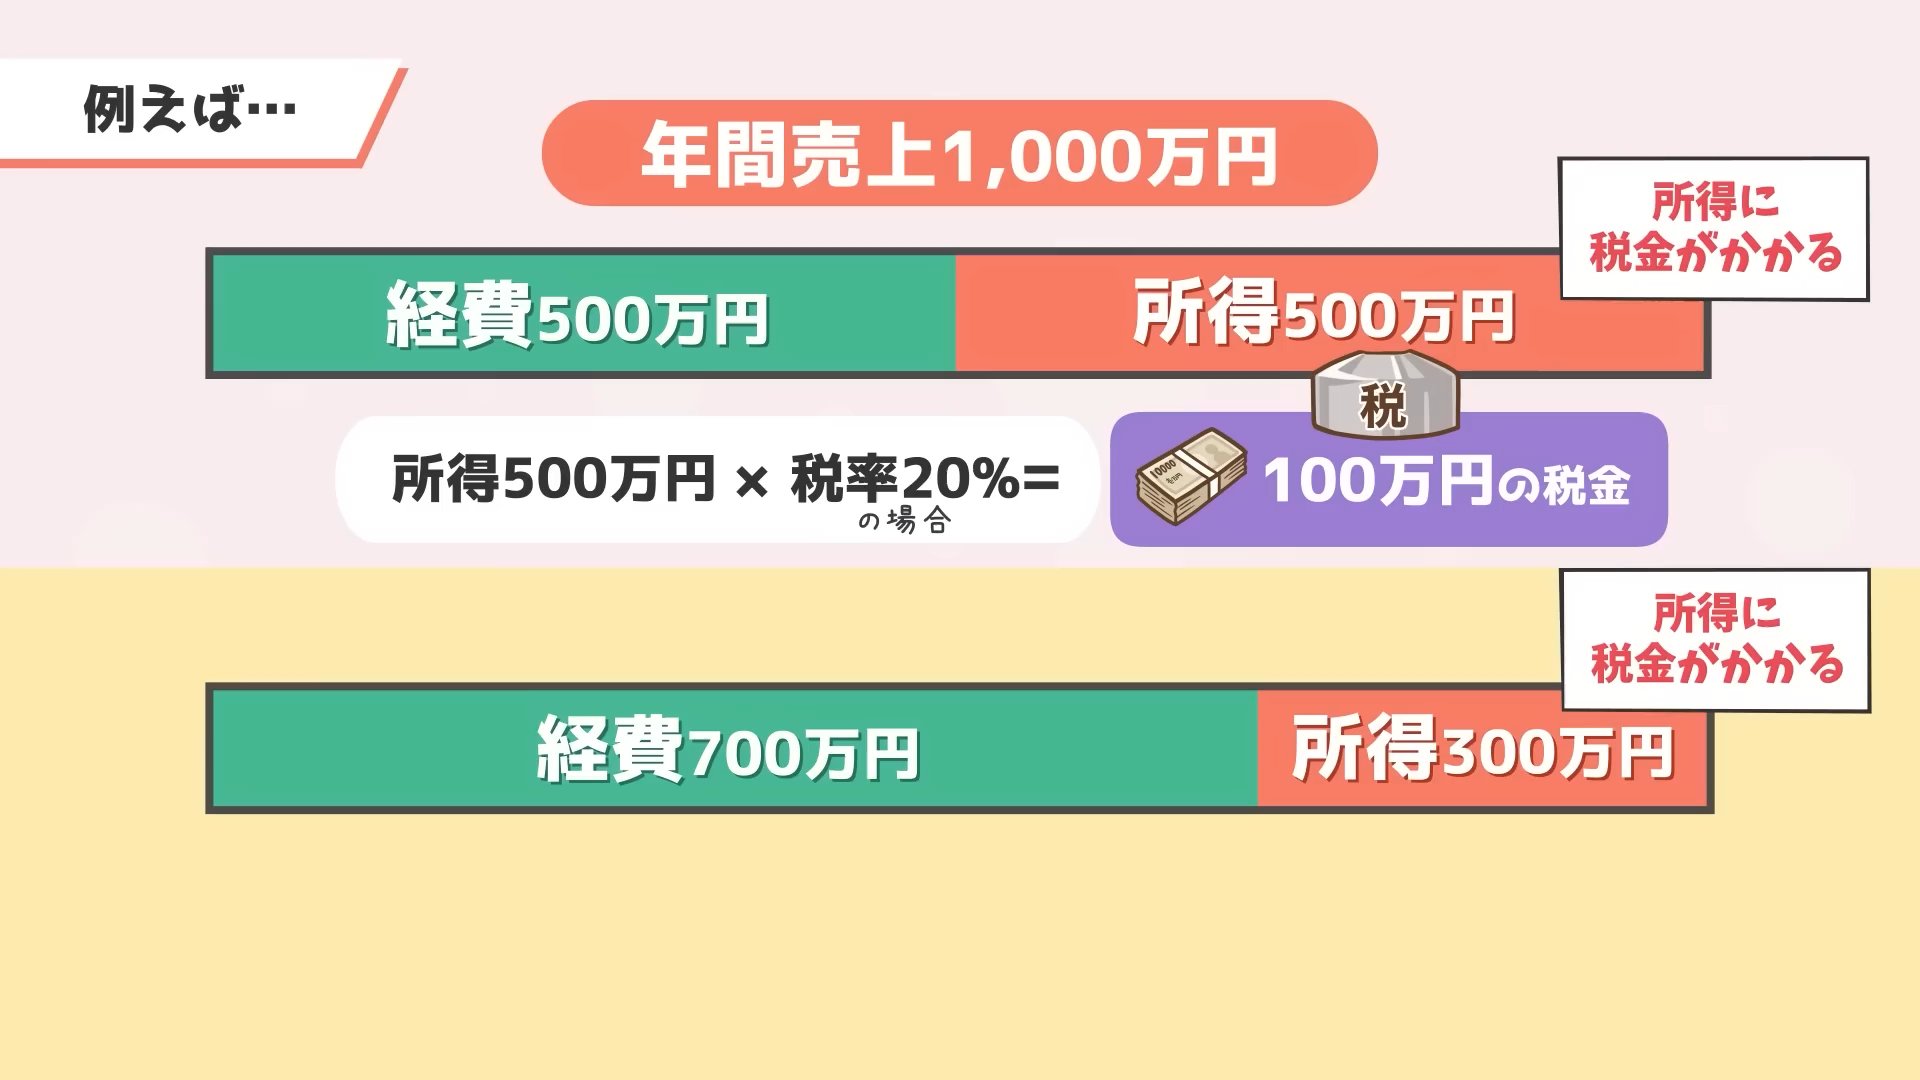 例えば…
年間売上1,000万円
所得に
税金がかかる
経費500万円
所得500万円
税
所得500万円 × 税率20%=
の場合
10000
100万円の税金
所得に
税金がかかる
経費700万円
所得300万円